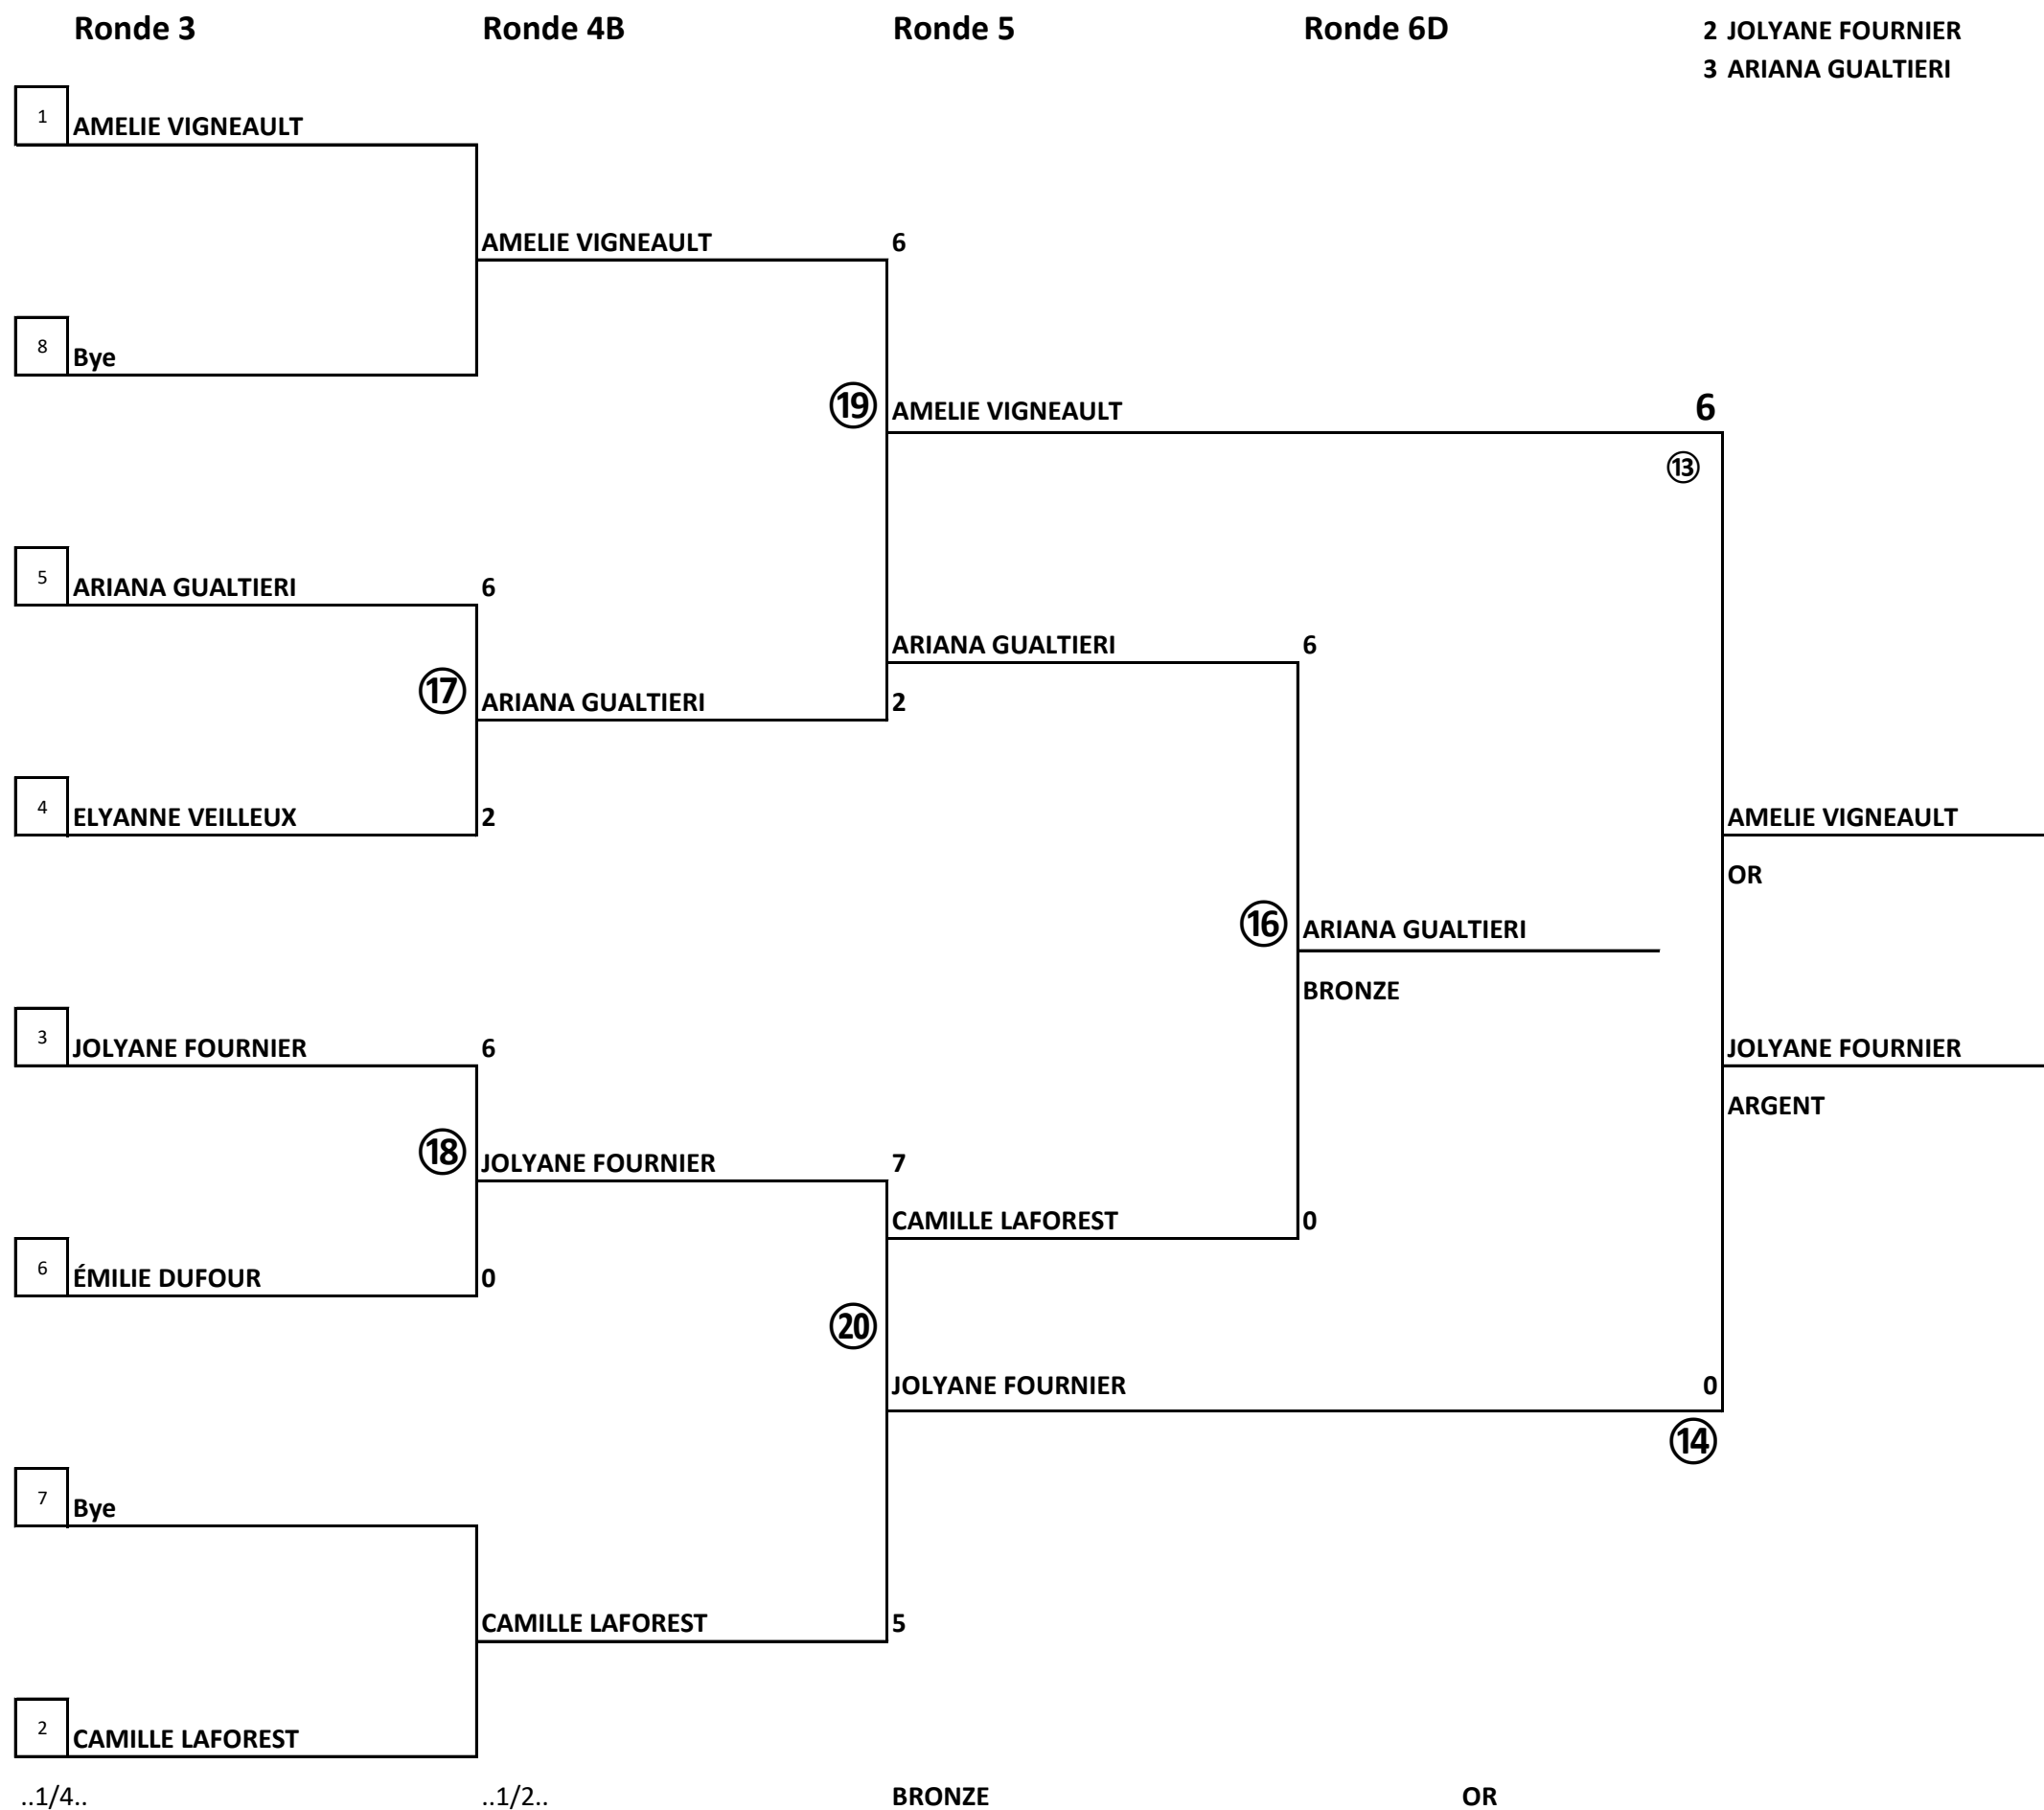 Ronde 3 Ronde 4B Ronde 5 Ronde 6D 2 JOLYANE FOURNIER
3 ARIANA GUALTIERI
1 AMELIE VIGNEAULT
AMELIE VIGNEAULT 6
8 Bye
19 AMELIE VIGNEAULT 6
13
5 ARIANA GUALTIERI 6
ARIANA GUALTIERI 6
17 ARIANA GUALTIERI 2
4 ELYANNE VEILLEUX 2 AMELIE VIGNEAULT
OR
16 ARIANA GUALTIERI
BRONZE
3 JOLYANE FOURNIER 6 JOLYANE FOURNIER
ARGENT
18 JOLYANE FOURNIER 7
CAMILLE LAFOREST 0
6 ÉMILIE DUFOUR 0
20
JOLYANE FOURNIER 0
14
7 Bye
CAMILLE LAFOREST 5
2 CAMILLE LAFOREST
..1/4.. ..1/2.. BRONZE OR